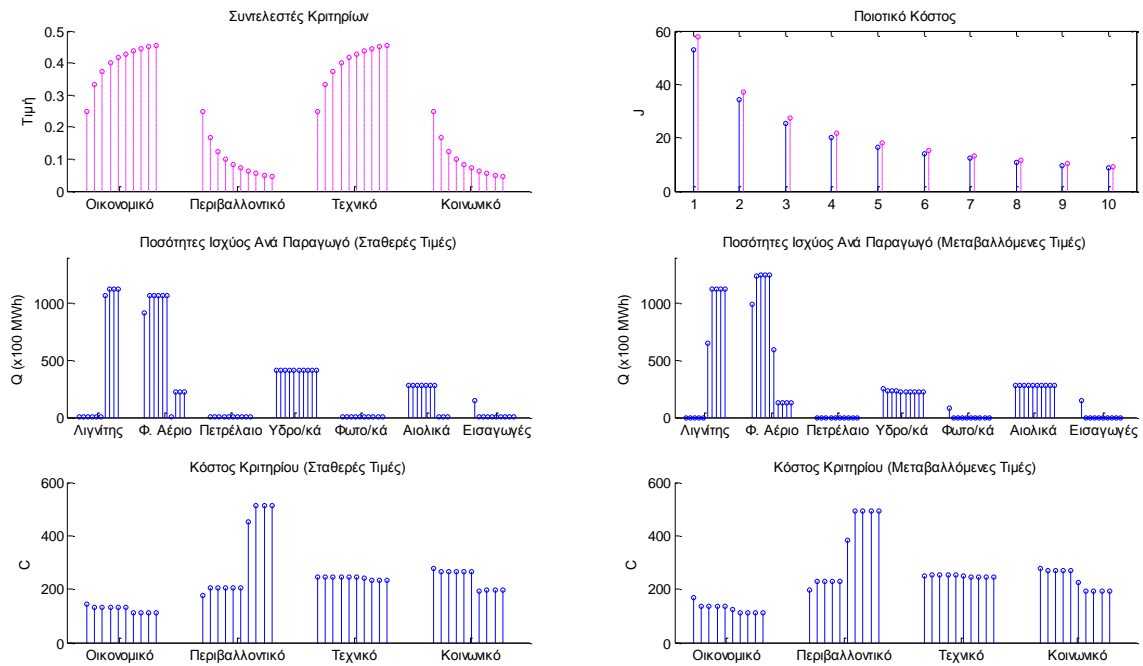 Συντελεστές Κριτηρίων
Τιμή
0.5
0.4
0.3
0.2
0.1
0
Οικονομικό Περιβαλλοντικό Τεχνικό Κοινωνικό
Ποιοτικό Κόστος
J
60
40
20
0
1 2 3 4 5 6 7 8 9 10
Ποσότητες Ισχύος Ανά Παραγωγό (Σταθερές Τιμές)
Q (x100 MWh)
1000
500
0
Λιγνίτης Φ. Αέριο Πετρέλαιο Υδρο/κά Φωτο/κά Αιολικά Εισαγωγές
Ποσότητες Ισχύος Ανά Παραγωγό (Μεταβαλλόμενες Τιμές)
Q (x100 MWh)
1000
500
0
Λιγνίτης Φ. Αέριο Πετρέλαιο Υδρο/κά Φωτο/κά Αιολικά Εισαγωγές
Κόστος Κριτηρίου (Σταθερές Τιμές)
C
600
400
200
0
Οικονομικό Περιβαλλοντικό Τεχνικό Κοινωνικό
Κόστος Κριτηρίου (Μεταβαλλόμενες Τιμές)
C
600
400
200
0
Οικονομικό Περιβαλλοντικό Τεχνικό Κοινωνικό